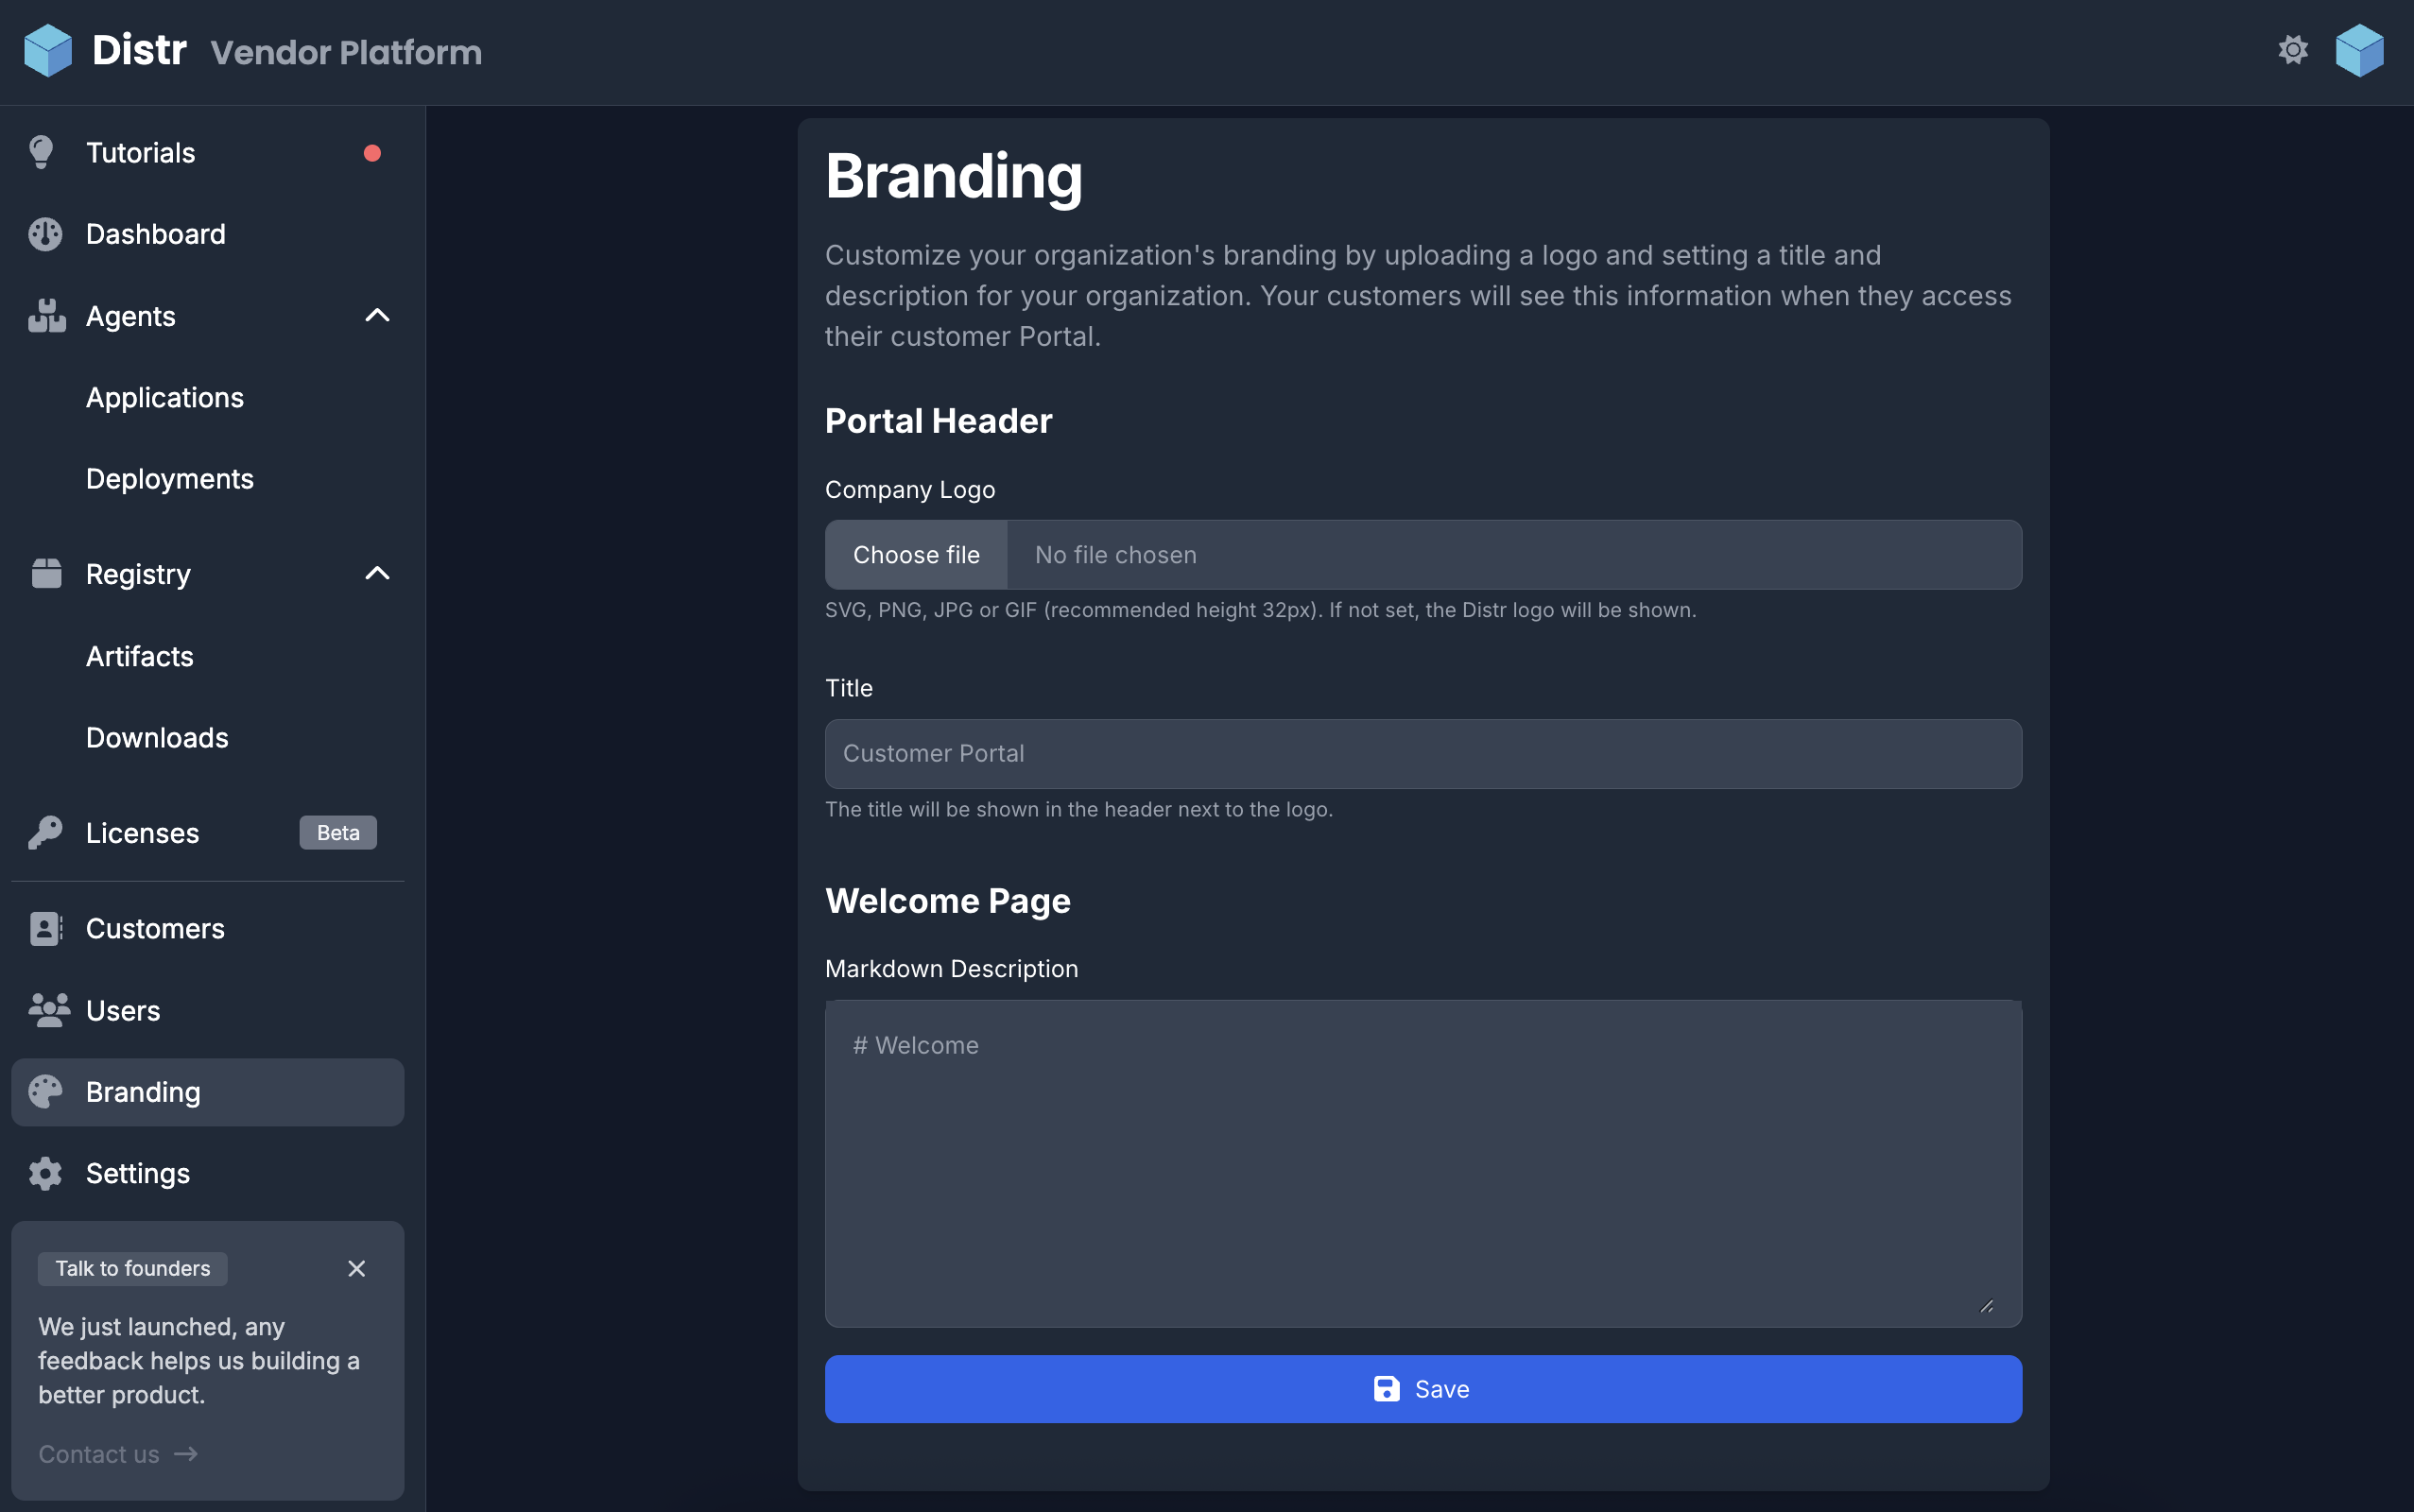 Distr Vendor Platform
Tutorials
Dashboard
Agents
Applications
Deployments
Registry
Artifacts
Downloads
Licenses Beta
Customers
Users
Branding
Settings
Talk to founders
We just launched, any
feedback helps us building a
better product.
Contact us →
Branding
Customize your organization's branding by uploading a logo and setting a title and
description for your organization. Your customers will see this information when they access
their customer Portal.
Portal Header
Company Logo
Choose file No file chosen
SVG, PNG, JPG or GIF (recommended height 32px). If not set, the Distr logo will be shown.
Title
Customer Portal
The title will be shown in the header next to the logo.
Welcome Page
Markdown Description
# Welcome
Save